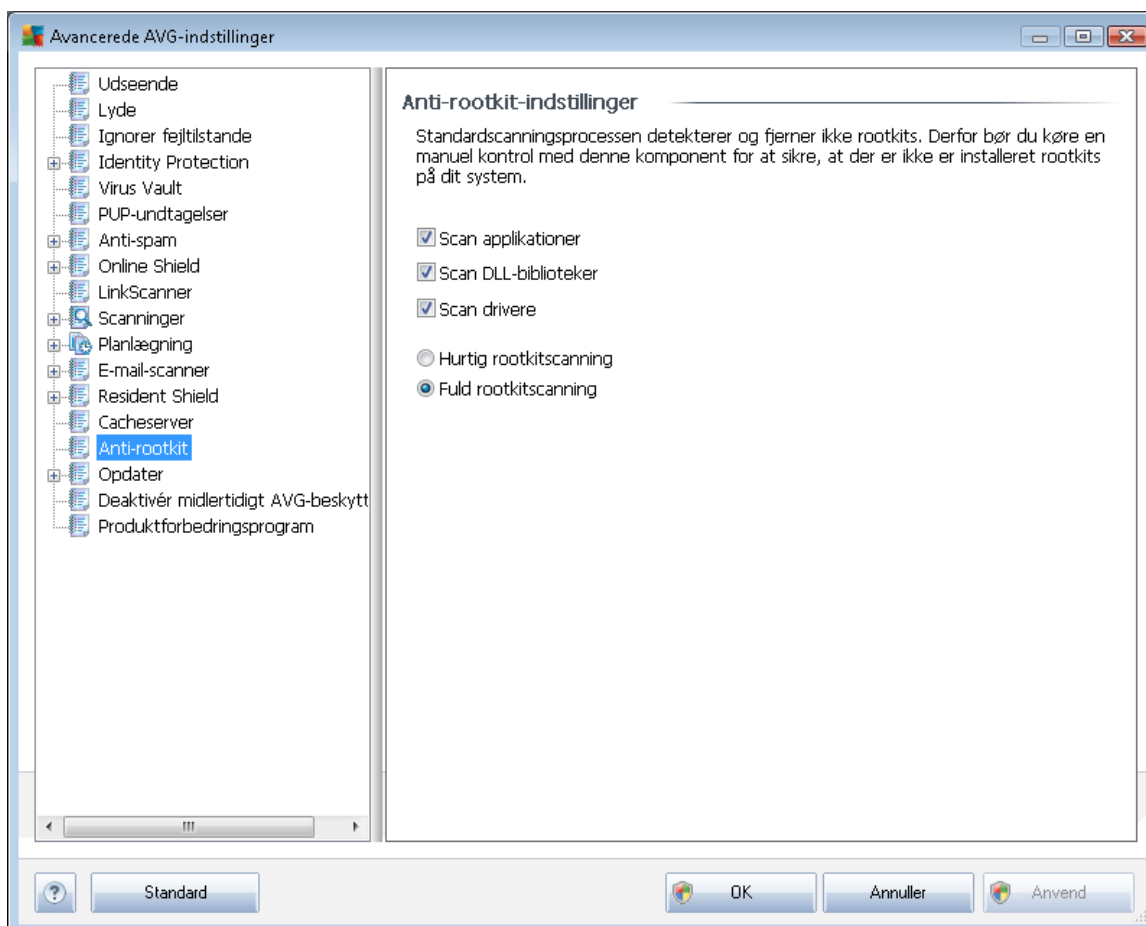 Avancerede AVG-indstillinger
Udseende
Lyde
Ignorer fejltilstande
Identity Protection
Virus Vault
PUP-undtagelser
Anti-spam
Online Shield
LinkScanner
Scanninger
Planlægning
E-mail-scanner
Resident Shield
Cacheserver
Anti-rootkit
Opdater
Deaktivér midlertidigt AVG-beskytt
Produktforbedringsprogram
Anti-rootkit-indstillinger
Standardscanningsprocessen detekterer og fjerner ikke rootkits. Derfor bør du køre en
manuel kontrol med denne komponent for at sikre, at der er ikke er installeret rootkits
på dit system.
Scan applikationer
Scan DLL-biblioteker
Scan drivere
Hurtig rootkitscanning
Fuld rootkitscanning
?
Standard
OK
Annuller
Anvend